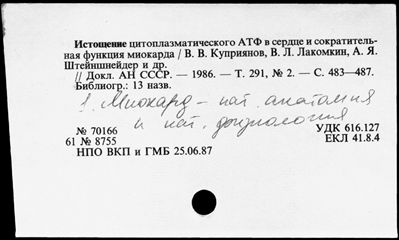 Истощение цитоплазматического АТФ в сердце и сократитель-
ная функция миокарда / В. В. Куприянов, В. Л. Лакомкин, А. Я.
Штейншнейдер и др.
// Докл. АН СССР. — 1986. — Т. 291, № 2. — С. 483—487.
Библиогр.: 13 назв.
1. Миокард – пат. анатомия
и пат. физиология
№ 70166 УДК 616.127
61 № 8755 ЕКЛ 41.8.4
НПО ВКП и ГМБ 25.06.87